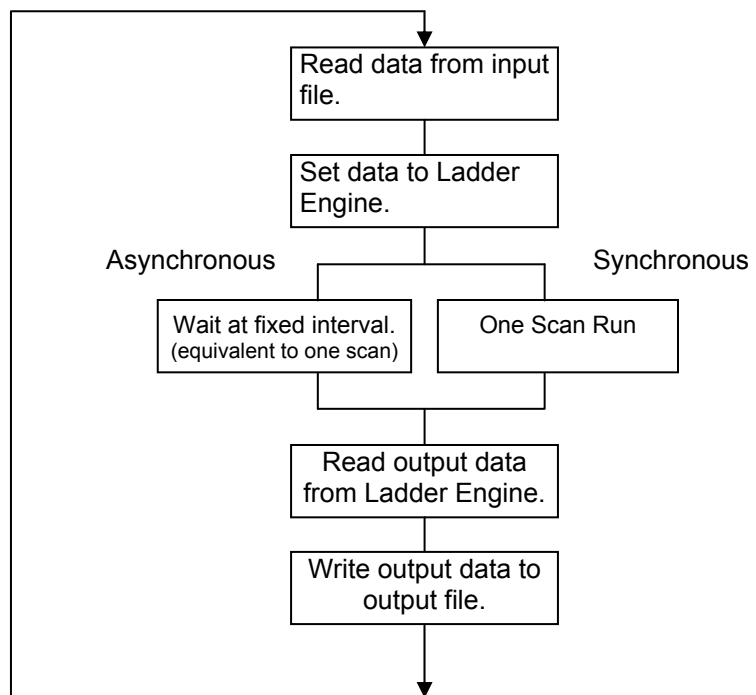 Read data from input
file.
Set data to Ladder
Engine.
Asynchronous
Synchronous
Wait at fixed interval.
(equivalent to one scan)
One Scan Run
Read output data
from Ladder Engine.
Write output data to
output file.